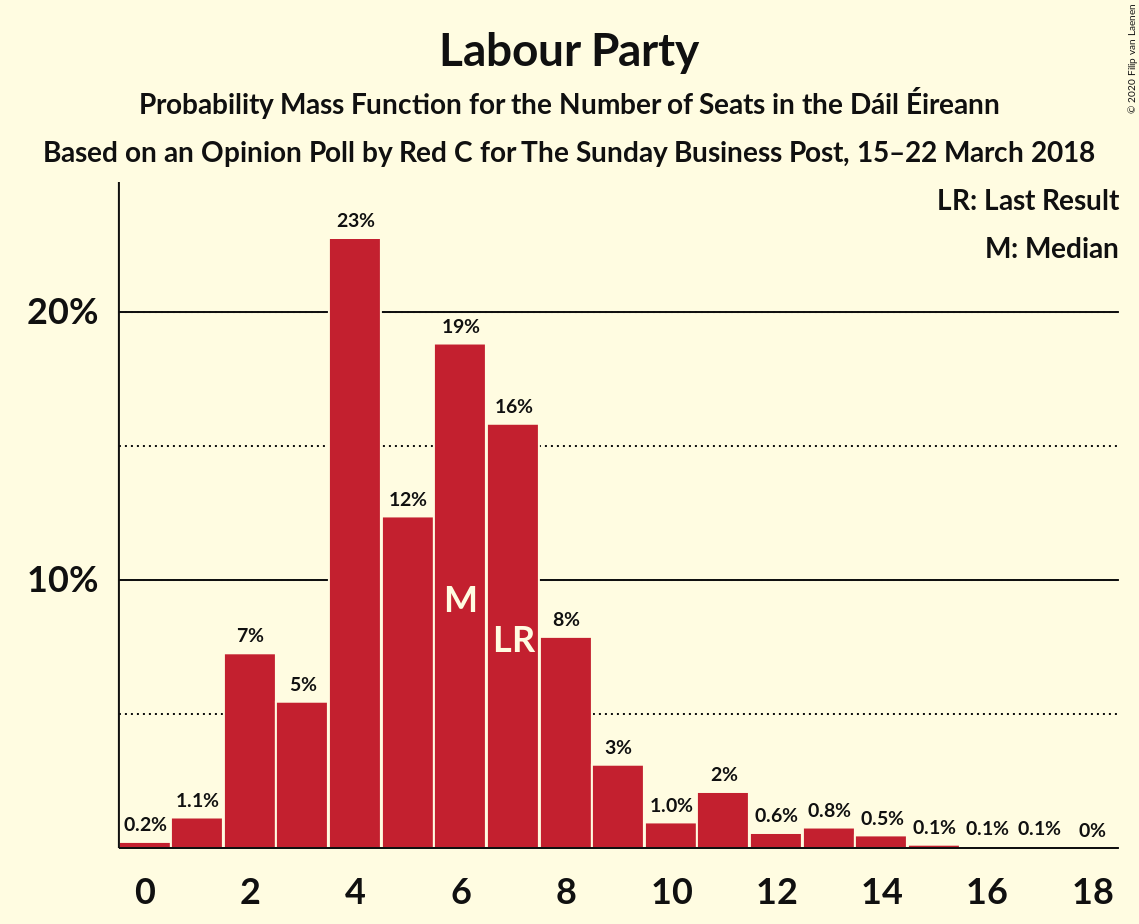 Labour Party
Probability Mass Function for the Number of Seats in the Dáil Éireann
Based on an Opinion Poll by Red C for The Sunday Business Post, 15–22 March 2018
© 2020 Filip van Laenen
LR: Last Result
M: Median
23%
20%
19%
16%
12%
10%
M
LR
8%
7%
5%
3%
2%
1.1%
1.0%
0.8%
0.6%
0.5%
0.2%
0.1%
0.1%
0.1%
0%
0 2 4 6 8 10 12 14 16 18